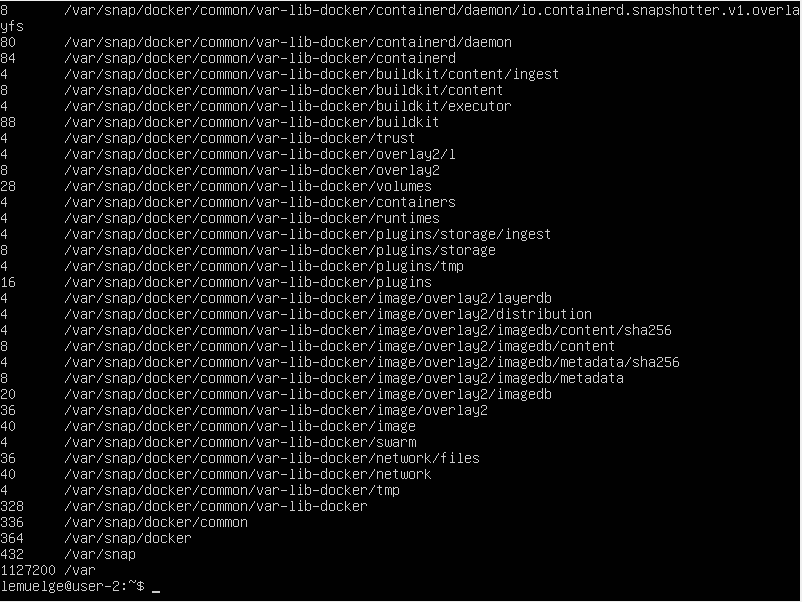 8       /var/snap/docker/common/var-lib-docker/containerd/daemon/io.containerd.snapshotter.v1.overla
yfs
80      /var/snap/docker/common/var-lib-docker/containerd/daemon
84      /var/snap/docker/common/var-lib-docker/containerd
4       /var/snap/docker/common/var-lib-docker/buildkit/content/ingest
8       /var/snap/docker/common/var-lib-docker/buildkit/content
4       /var/snap/docker/common/var-lib-docker/buildkit/executor
88      /var/snap/docker/common/var-lib-docker/buildkit
4       /var/snap/docker/common/var-lib-docker/trust
4       /var/snap/docker/common/var-lib-docker/overlay2/l
8       /var/snap/docker/common/var-lib-docker/overlay2
28      /var/snap/docker/common/var-lib-docker/volumes
4       /var/snap/docker/common/var-lib-docker/containers
4       /var/snap/docker/common/var-lib-docker/runtimes
4       /var/snap/docker/common/var-lib-docker/plugins/storage/ingest
8       /var/snap/docker/common/var-lib-docker/plugins/storage
4       /var/snap/docker/common/var-lib-docker/plugins/tmp
16      /var/snap/docker/common/var-lib-docker/plugins
4       /var/snap/docker/common/var-lib-docker/image/overlay2/layerdb
4       /var/snap/docker/common/var-lib-docker/image/overlay2/distribution
4       /var/snap/docker/common/var-lib-docker/image/overlay2/imagedb/content/sha256
8       /var/snap/docker/common/var-lib-docker/image/overlay2/imagedb/content
4       /var/snap/docker/common/var-lib-docker/image/overlay2/imagedb/metadata/sha256
8       /var/snap/docker/common/var-lib-docker/image/overlay2/imagedb/metadata
20      /var/snap/docker/common/var-lib-docker/image/overlay2/imagedb
36      /var/snap/docker/common/var-lib-docker/image/overlay2
40      /var/snap/docker/common/var-lib-docker/image
4       /var/snap/docker/common/var-lib-docker/swarm
36      /var/snap/docker/common/var-lib-docker/network/files
40      /var/snap/docker/common/var-lib-docker/network
4       /var/snap/docker/common/var-lib-docker/tmp
328     /var/snap/docker/common/var-lib-docker
336     /var/snap/docker/common
364     /var/snap/docker
432     /var/snap
1127200 /var
lemuelge@user-2:~$ _